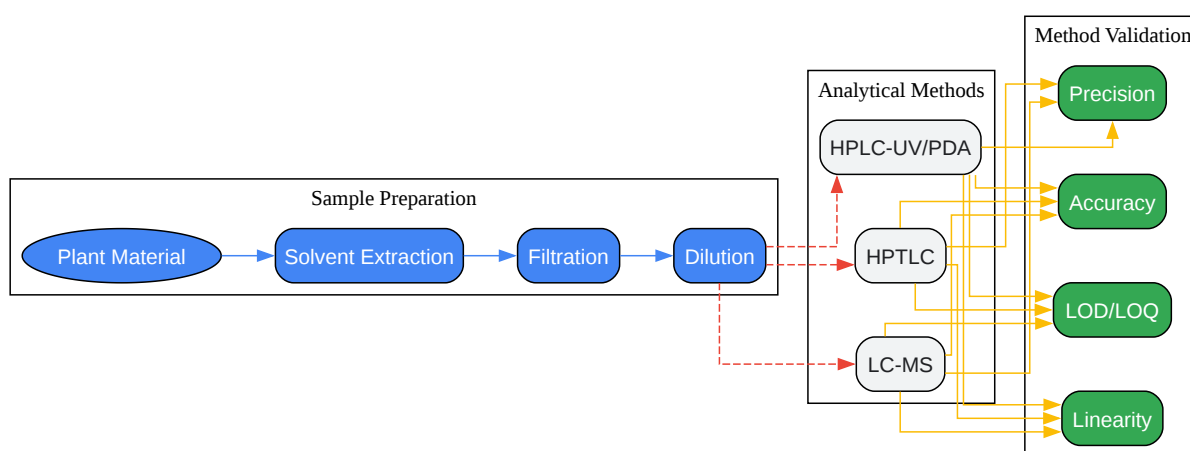 Sample Preparation
Plant Material
Solvent Extraction
Filtration
Dilution
Analytical Methods
HPLC-UV/PDA
HPTLC
LC-MS
Method Validation
Precision
Accuracy
LOD/LOQ
Linearity